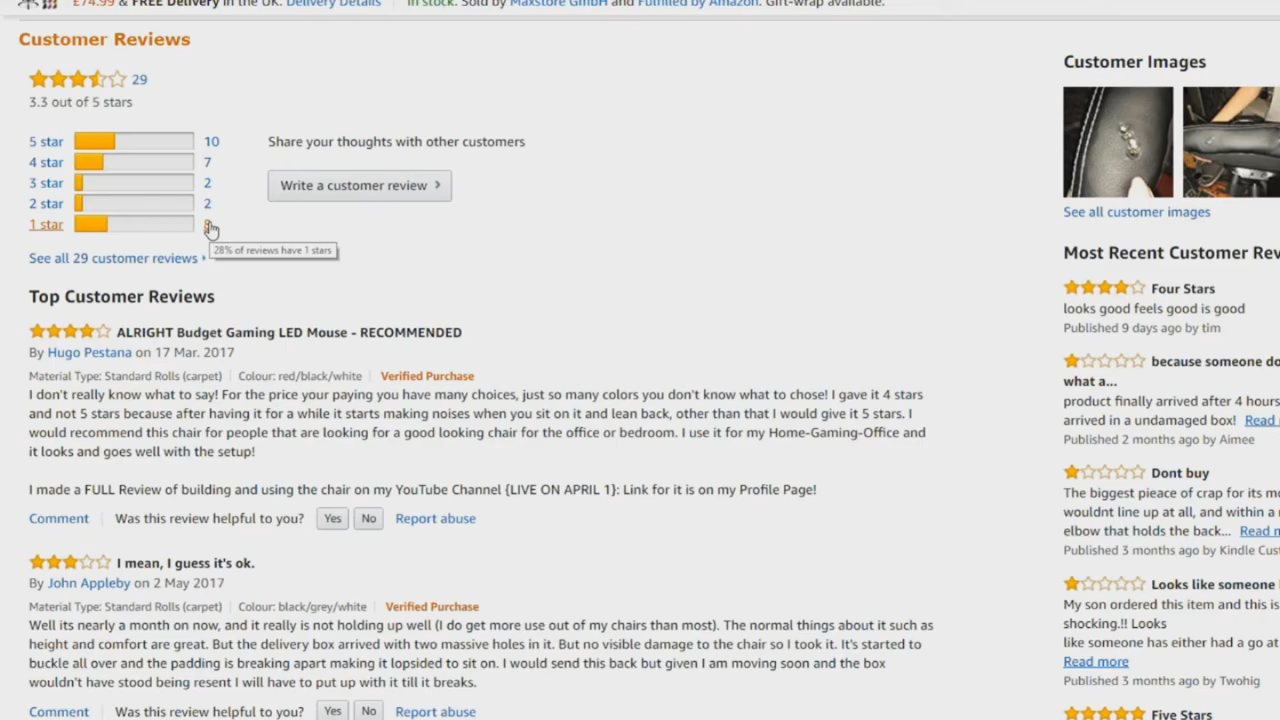 £74.99 & FREE Delivery in the UK. Delivery Details
In stock. Sold by Maxstore GmbH and Fulfilled by Amazon. Gift-wrap available.
Customer Reviews
29
3.3 out of 5 stars
5 star 10
4 star 7
3 star 2
2 star 2
1 star
28% of reviews have 1 stars
See all 29 customer reviews
Share your thoughts with other customers
Write a customer review
Top Customer Reviews
ALRIGHT Budget Gaming LED Mouse - RECOMMENDED
By Hugo Pestana on 17 Mar. 2017
Material Type: Standard Rolls (carpet) | Colour: red/black/white | Verified Purchase
I don't really know what to say! For the price your paying you have many choices, just so many colors you don't know what to chose! I gave it 4 stars
and not 5 stars because after having it for a while it starts making noises when you sit on it and lean back, other than that I would give it 5 stars. I
would recommend this chair for people that are looking for a good looking chair for the office or bedroom. I use it for my Home-Gaming-Office and
it looks and goes well with the setup!
I made a FULL Review of building and using the chair on my YouTube Channel {LIVE ON APRIL 1}: Link for it is on my Profile Page!
Comment | Was this review helpful to you? Yes No Report abuse
I mean, I guess it's ok.
By John Appleby on 2 May 2017
Material Type: Standard Rolls (carpet) | Colour: black/grey/white | Verified Purchase
Well its nearly a month on now, and it really is not holding up well (I do get more use out of my chairs than most). The normal things about it such as
height and comfort are great. But the delivery box arrived with two massive holes in it. But no visible damage to the chair so I took it. It's started to
buckle all over and the padding is breaking apart making it lopsided to sit on. I would send this back but given I am moving soon and the box
wouldn't have stood being resent I will have to put up with it till it breaks.
Comment | Was this review helpful to you? Yes No Report abuse
Customer Images
See all customer images
Most Recent Customer Rev
Four Stars
looks good feels good is good
Published 9 days ago by tim
because someone do
what a...
product finally arrived after 4 hours
arrived in a undamaged box! Read
Published 2 months ago by Aimee
Dont buy
The biggest pieace of crap for its mo
wouldnt line up at all, and within a
elbow that holds the back... Read m
Published 3 months ago by Kindle Cust
Looks like someone
My son ordered this item and this is
shocking.!! Looks
like someone has either had a go at
Read more
Published 3 months ago by Twohig
Five Stars